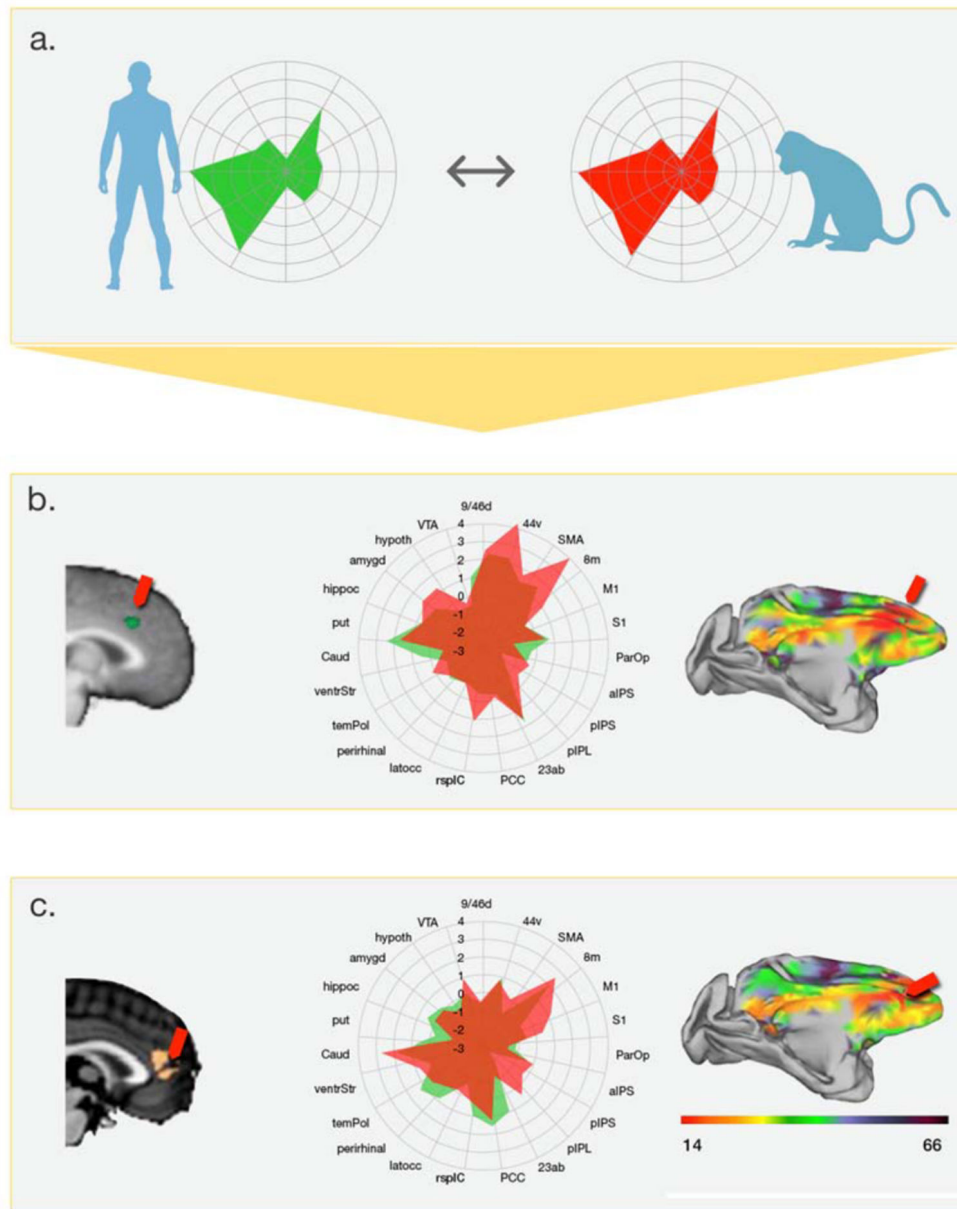 a.
b.
9/46d
44v
SMA
8m
M1
S1
ParOp
aIPS
pIPS
pIPL
23ab
PCC
rsplC
latocc
perirhinal
temPol
ventrStr
Caud
put
hippoc
amygd
hypoth
VTA
4
3
2
1
0
-1
-2
-3
c.
9/46d
44v
SMA
8m
M1
S1
ParOp
aIPS
pIPS
pIPL
23ab
PCC
rsplC
latocc
perirhinal
temPol
ventrStr
Caud
put
hippoc
amygd
hypoth
VTA
4
3
2
1
0
-1
-2
-3
14 66